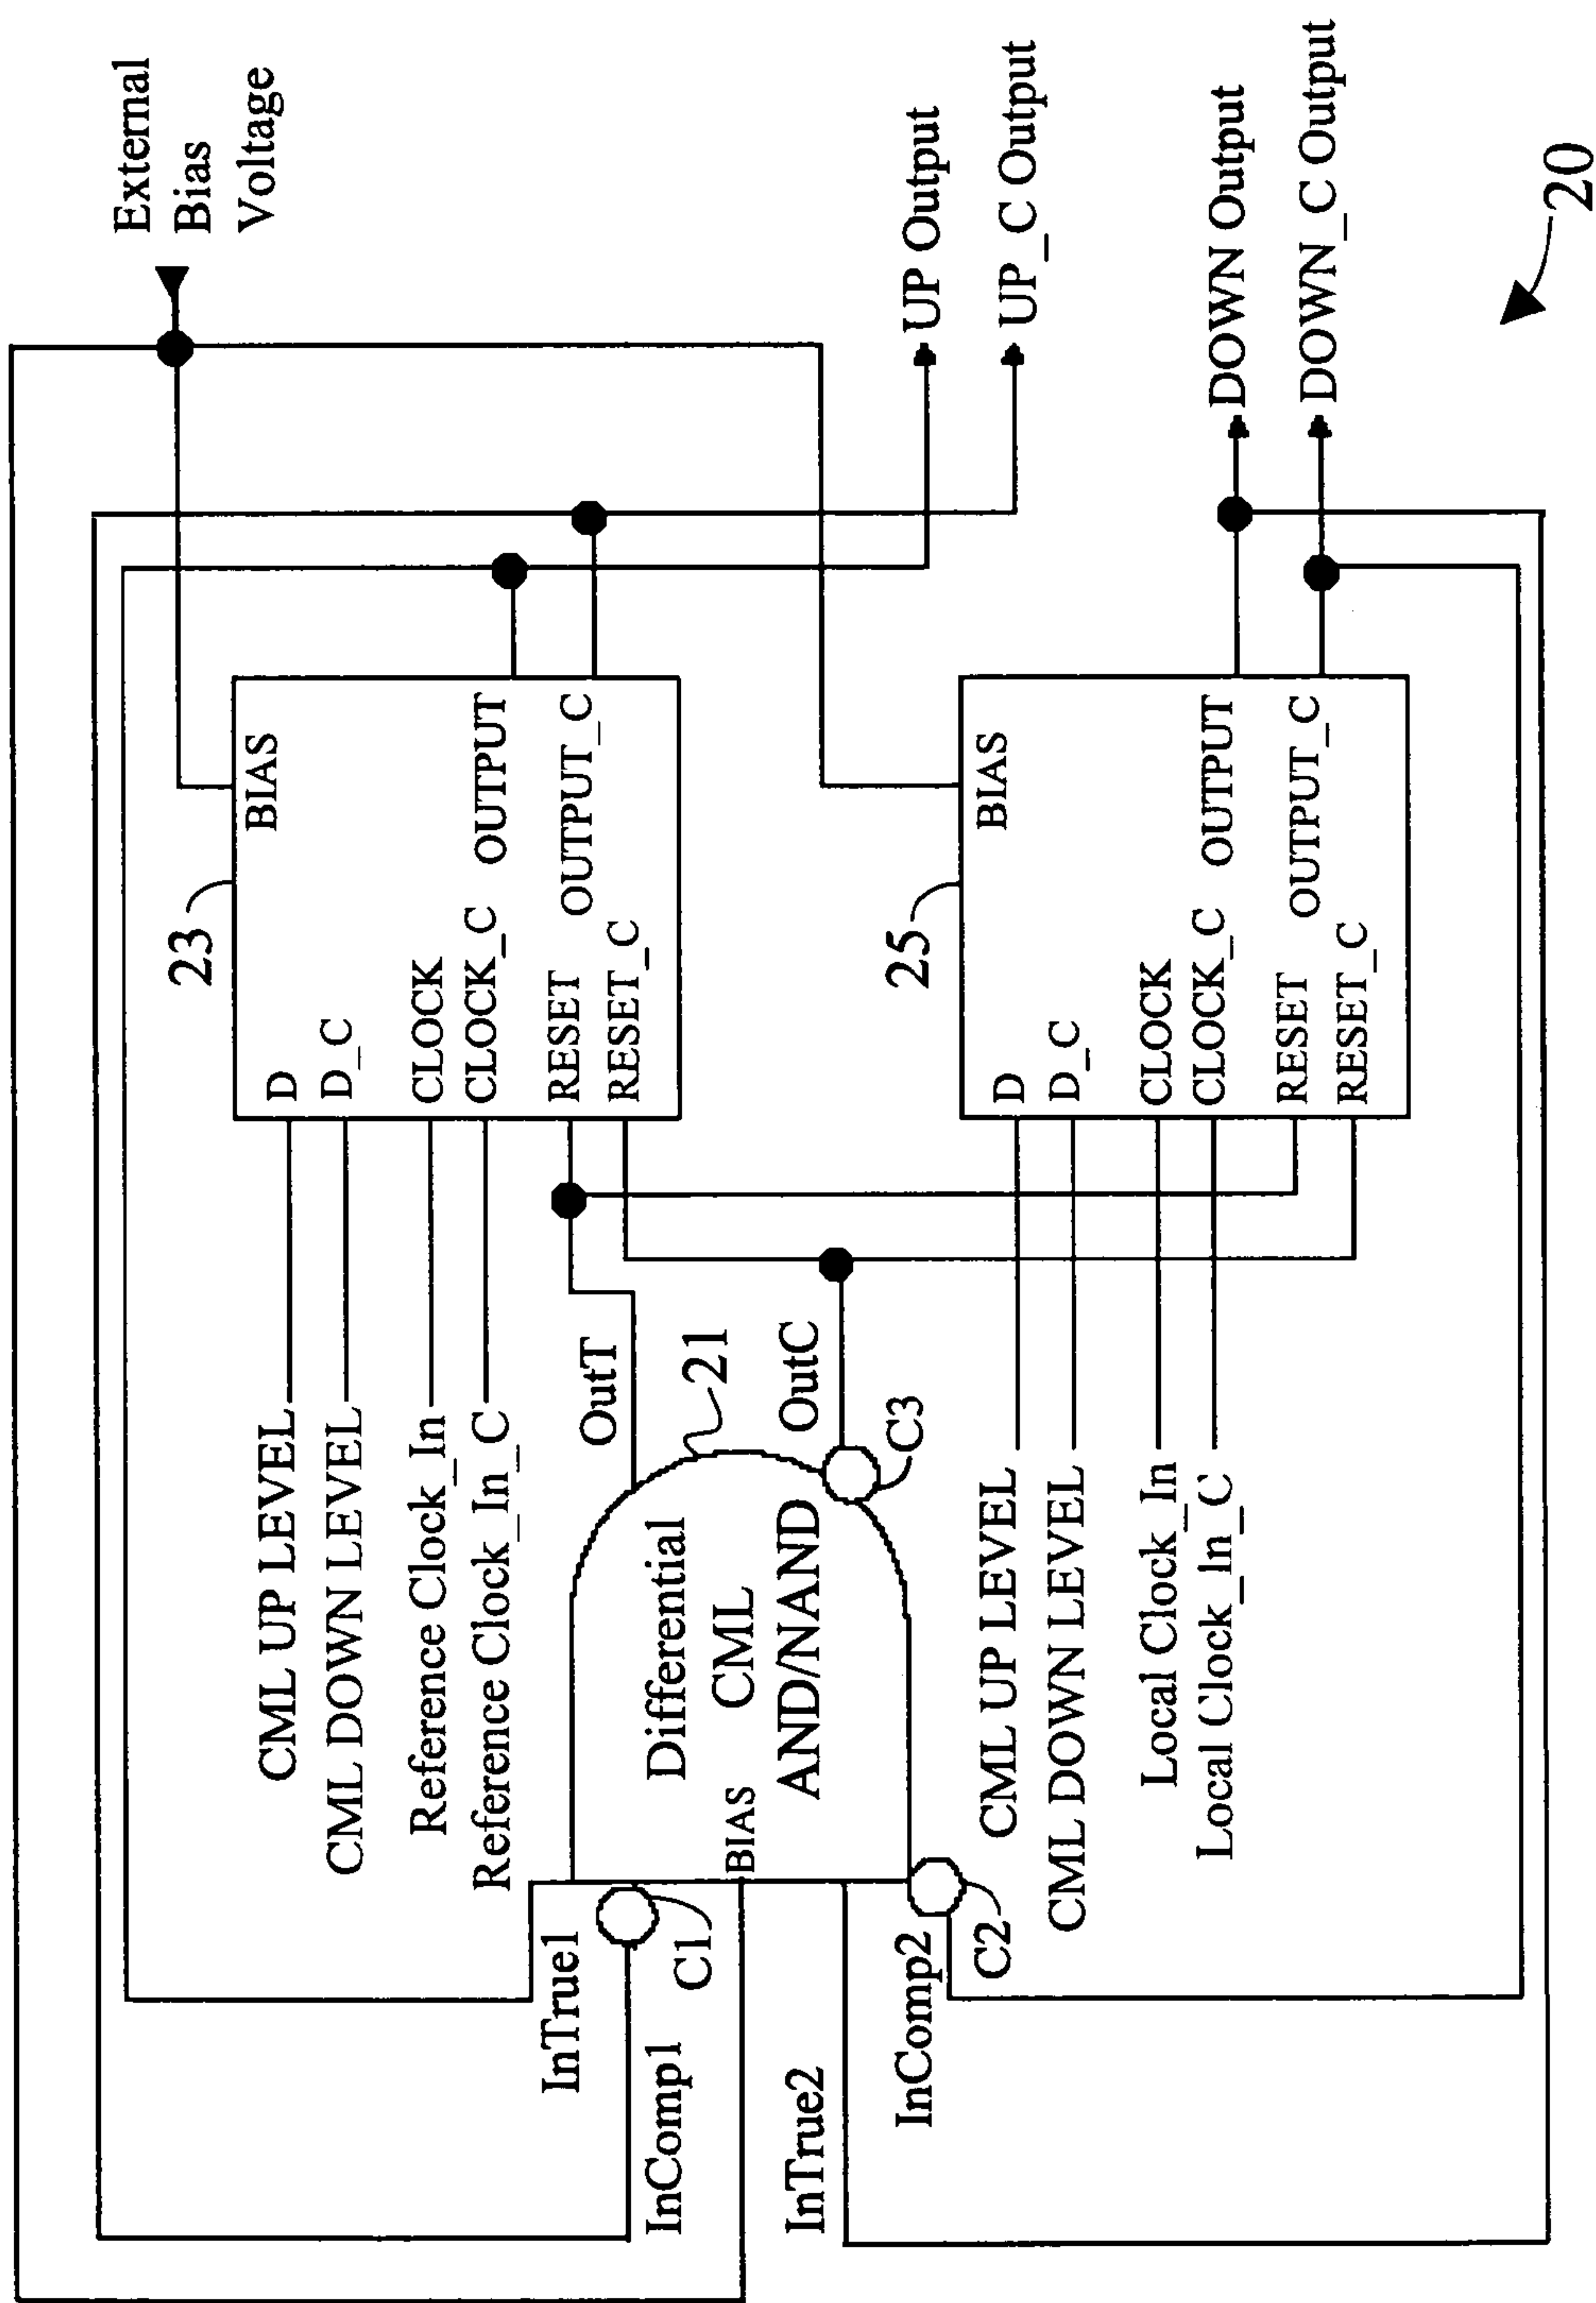 External
Bias
Voltage
23
BIAS
D
D_C
CLOCK
CLOCK_C
OUTPUT
RESET
OUTPUT_C
RESET_C
CML UP LEVEL
CML DOWN LEVEL
Reference Clock_In
Reference Clock_In_C
UP Output
UP_C Output
InTrue1
InComp1
C1
BIAS
InTrue2
InComp2
C2
Differential
CML
AND/NAND
OutT
21
OutC
C3
25
BIAS
D
D_C
CLOCK
CLOCK_C
OUTPUT
RESET
OUTPUT_C
RESET_C
CML UP LEVEL
CML DOWN LEVEL
Local Clock_In
Local Clock_In_C
DOWN Output
DOWN_C Output
20